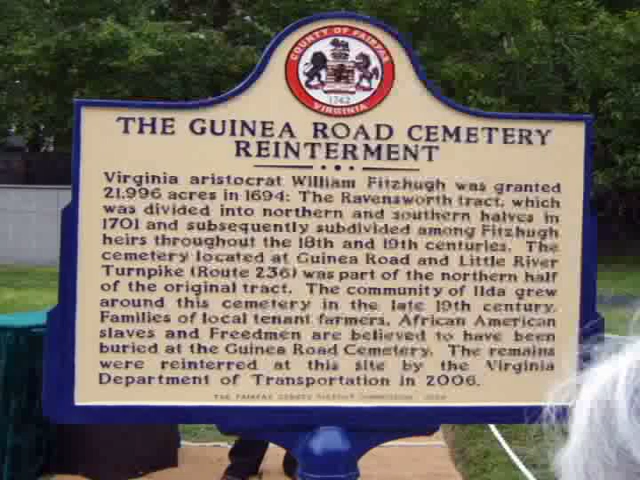 COUNTY OF FAIRFAX
1742
VIRGINIA
THE GUINEA ROAD CEMETERY
REINTERMENT
Virginia aristocrat William Fitzhugh was granted
21,996 acres in 1694: The Ravensworth tract, which
was divided into northern and southern halves in
1701 and subsequently subdivided among Fitzhugh
heirs throughout the 18th and 19th centuries. The
cemetery located at Guinea Road and Little River
Turnpike (Route 236) was part of the northern half
of the original tract. The community of Ilda grew
around this cemetery in the late 19th century.
Families of local tenant farmers, African American
slaves and Freedmen are believed to have been
buried at the Guinea Road Cemetery. The remains
were reinterred at this site by the Virginia
Department of Transportation in 2006.
THE FAIRFAX COUNTY HISTORY COMMISSION